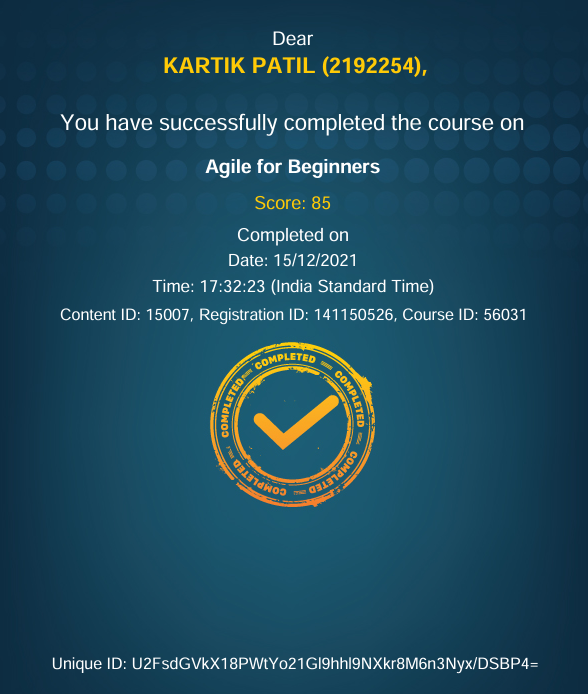 Dear
KARTIK PATIL (2192254),
You have successfully completed the course on
Agile for Beginners
Score: 85
Completed on
Date: 15/12/2021
Time: 17:32:23 (India Standard Time)
Content ID: 15007, Registration ID: 141150526, Course ID: 56031
COMPLETED
COMPLETED
COMPLETED
COMPLETED
COMPLETED
Unique ID: U2FsdGVkX18PWtYo21Gl9hhl9NXkr8M6n3Nyx/DSBP4=